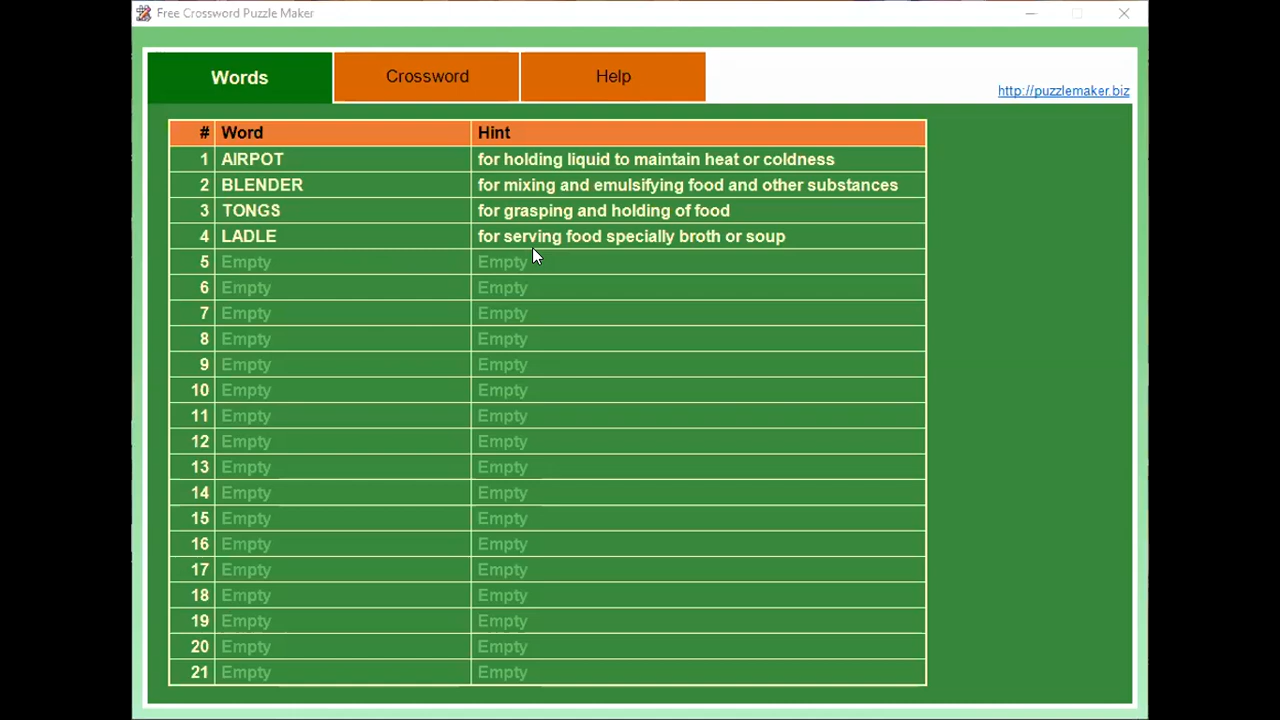 Free Crossword Puzzle Maker
Words Crossword Help
http://puzzlemaker.biz
# Word Hint
1 AIRPOT for holding liquid to maintain heat or coldness
2 BLENDER for mixing and emulsifying food and other substances
3 TONGS for grasping and holding of food
4 LADLE for serving food specially broth or soup
5 Empty Empty
6 Empty Empty
7 Empty Empty
8 Empty Empty
9 Empty Empty
10 Empty Empty
11 Empty Empty
12 Empty Empty
13 Empty Empty
14 Empty Empty
15 Empty Empty
16 Empty Empty
17 Empty Empty
18 Empty Empty
19 Empty Empty
20 Empty Empty
21 Empty Empty